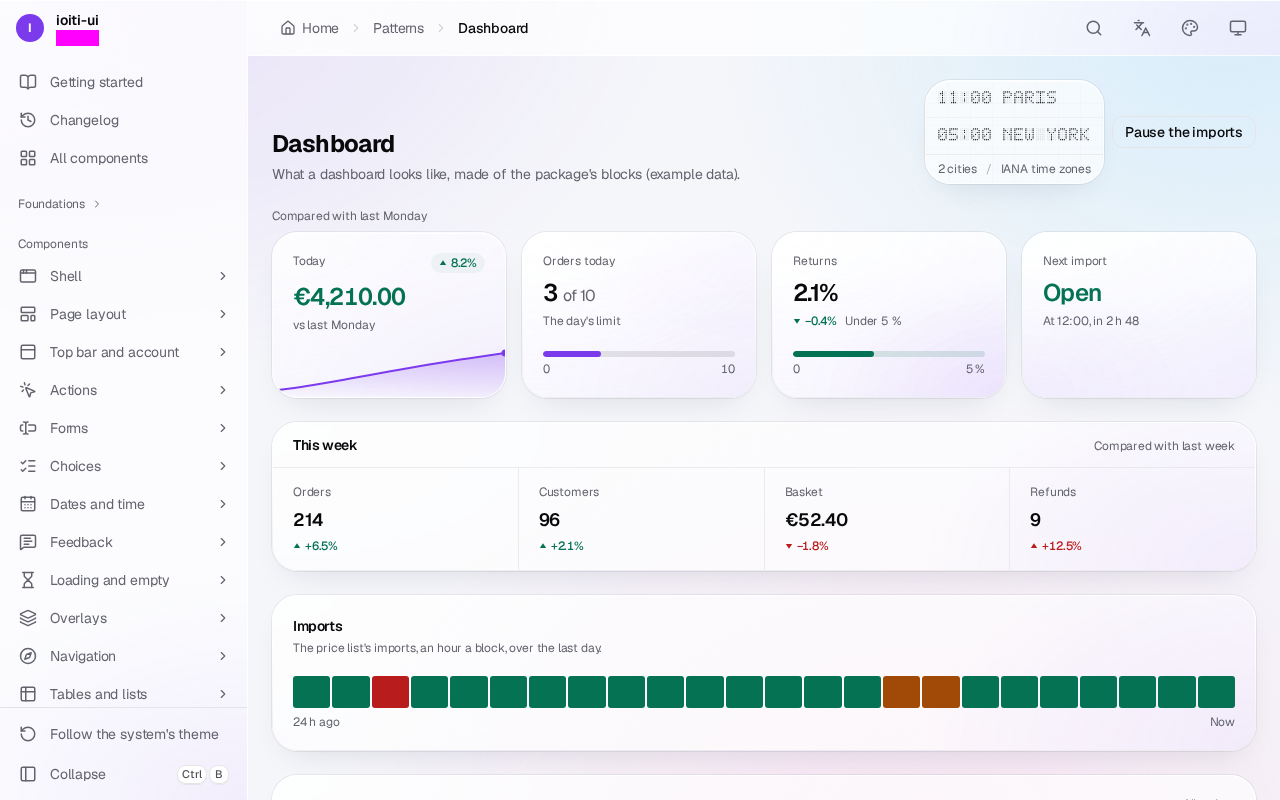 I
ioiti-ui
Getting started
Changelog
All components
Foundations
Components
Shell
Page layout
Top bar and account
Actions
Forms
Choices
Dates and time
Feedback
Loading and empty
Overlays
Navigation
Tables and lists
Follow the system's theme
Collapse Ctrl B
Home Patterns Dashboard
Dashboard
What a dashboard looks like, made of the package's blocks (example data).
11:00 PARIS
05:00 NEW YORK
2 cities / IANA time zones
Pause the imports
Compared with last Monday
Today 8.2%
€4,210.00
vs last Monday
Orders today
3 of 10
The day's limit
0 10
Returns
2.1%
−0.4% Under 5 %
0 5 %
Next import
Open
At 12:00, in 2 h 48
This week Compared with last week
Orders
214
+6.5%
Customers
96
+2.1%
Basket
€52.40
−1.8%
Refunds
9
+12.5%
Imports
The price list's imports, an hour a block, over the last day.
24 h ago Now